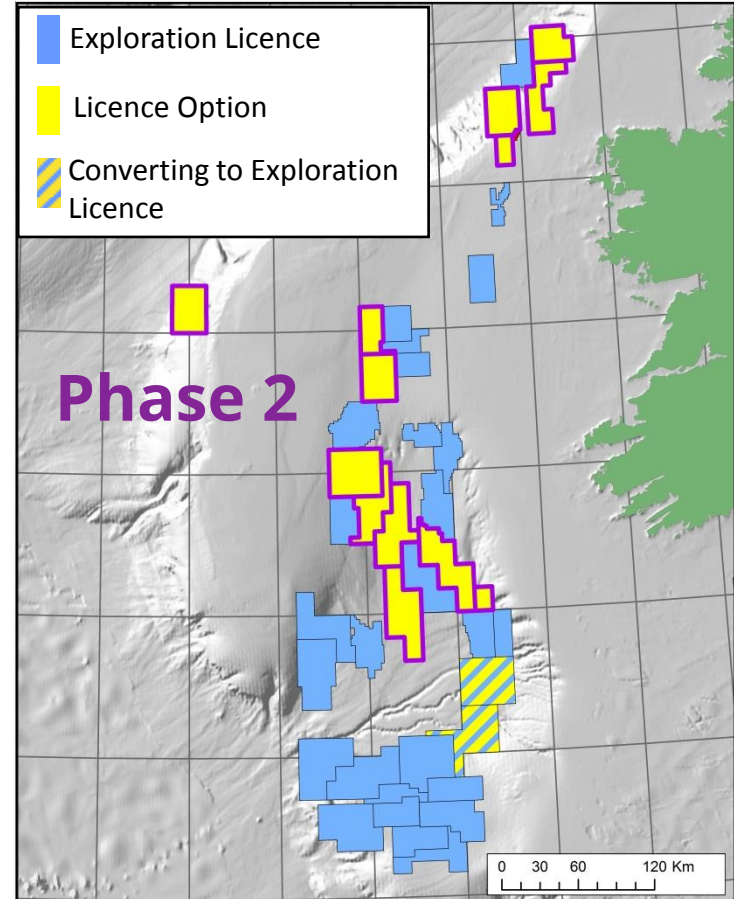 Exploration Licence
Licence Option
Converting to Exploration
Licence
Phase 2
0 30 60 120 Km